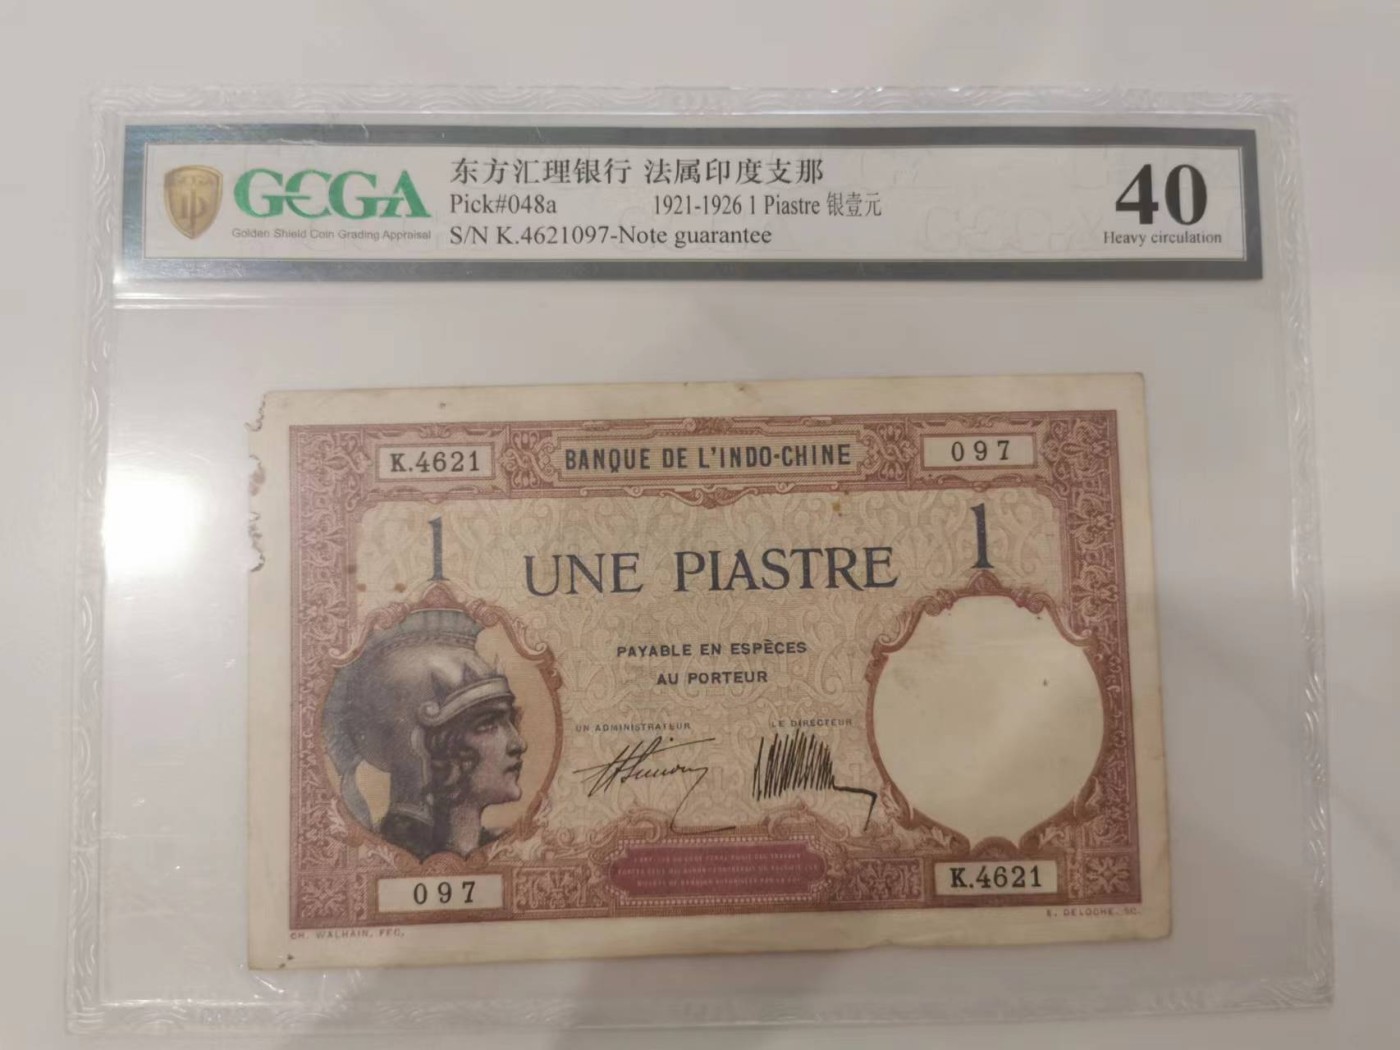 GCGA
Golden Shield Coin Grading Appraisal
东方汇理银行 法属印度支那
Pick#048a 1921-1926 1 Piastre 银壹元
S/N K.4621097-Note guarantee
40
Heavy circulation
K.4621 BANQUE DE L'INDO-CHINE 097
1 UNE PIASTRE 1
PAYABLE EN ESPÈCES
AU PORTEUR
UN ADMINISTRATEUR LE DIRECTEUR
097 K.4621
CH. WALHAIN, FEC. E. DELOCHE, SC.